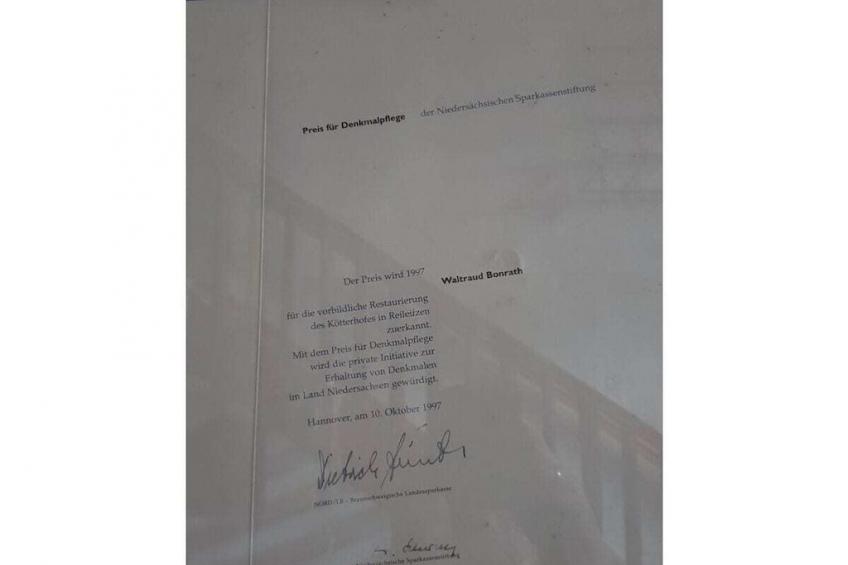 Preis für Denkmalpflege der Niedersächsischen Sparkassenstiftung
Der Preis wird 1997 Waltraud Bonrath
für die vorbildliche Restaurierung
des Kötterhofes in Reileifzen
zuerkannt.
Mit dem Preis für Denkmalpflege
wird die private Initiative zur
Erhaltung von Denkmalen
im Land Niedersachsen gewürdigt.
Hannover, am 10. Oktober 1997
NORD/LB - Braunschweigische Landessparkasse